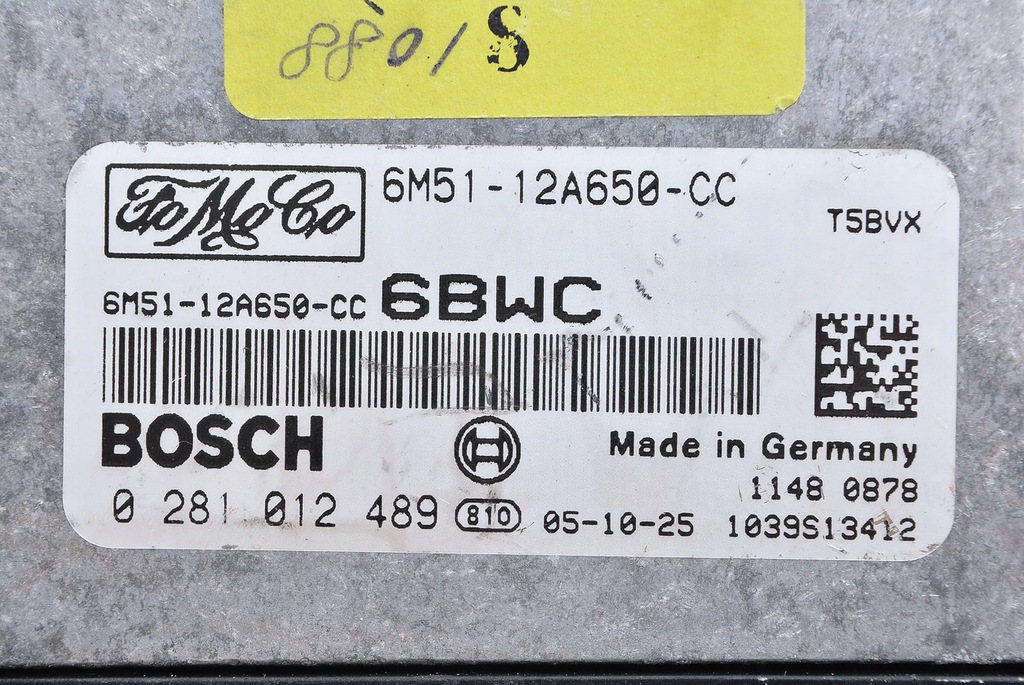 8801 S
FoMoCo
6M51-12A650-CC
T5BVX
6M51-12A650-CC 6BWC
BOSCH
Made in Germany
1148 0878
0 281 012 489 810 05-10-25 1039S13412